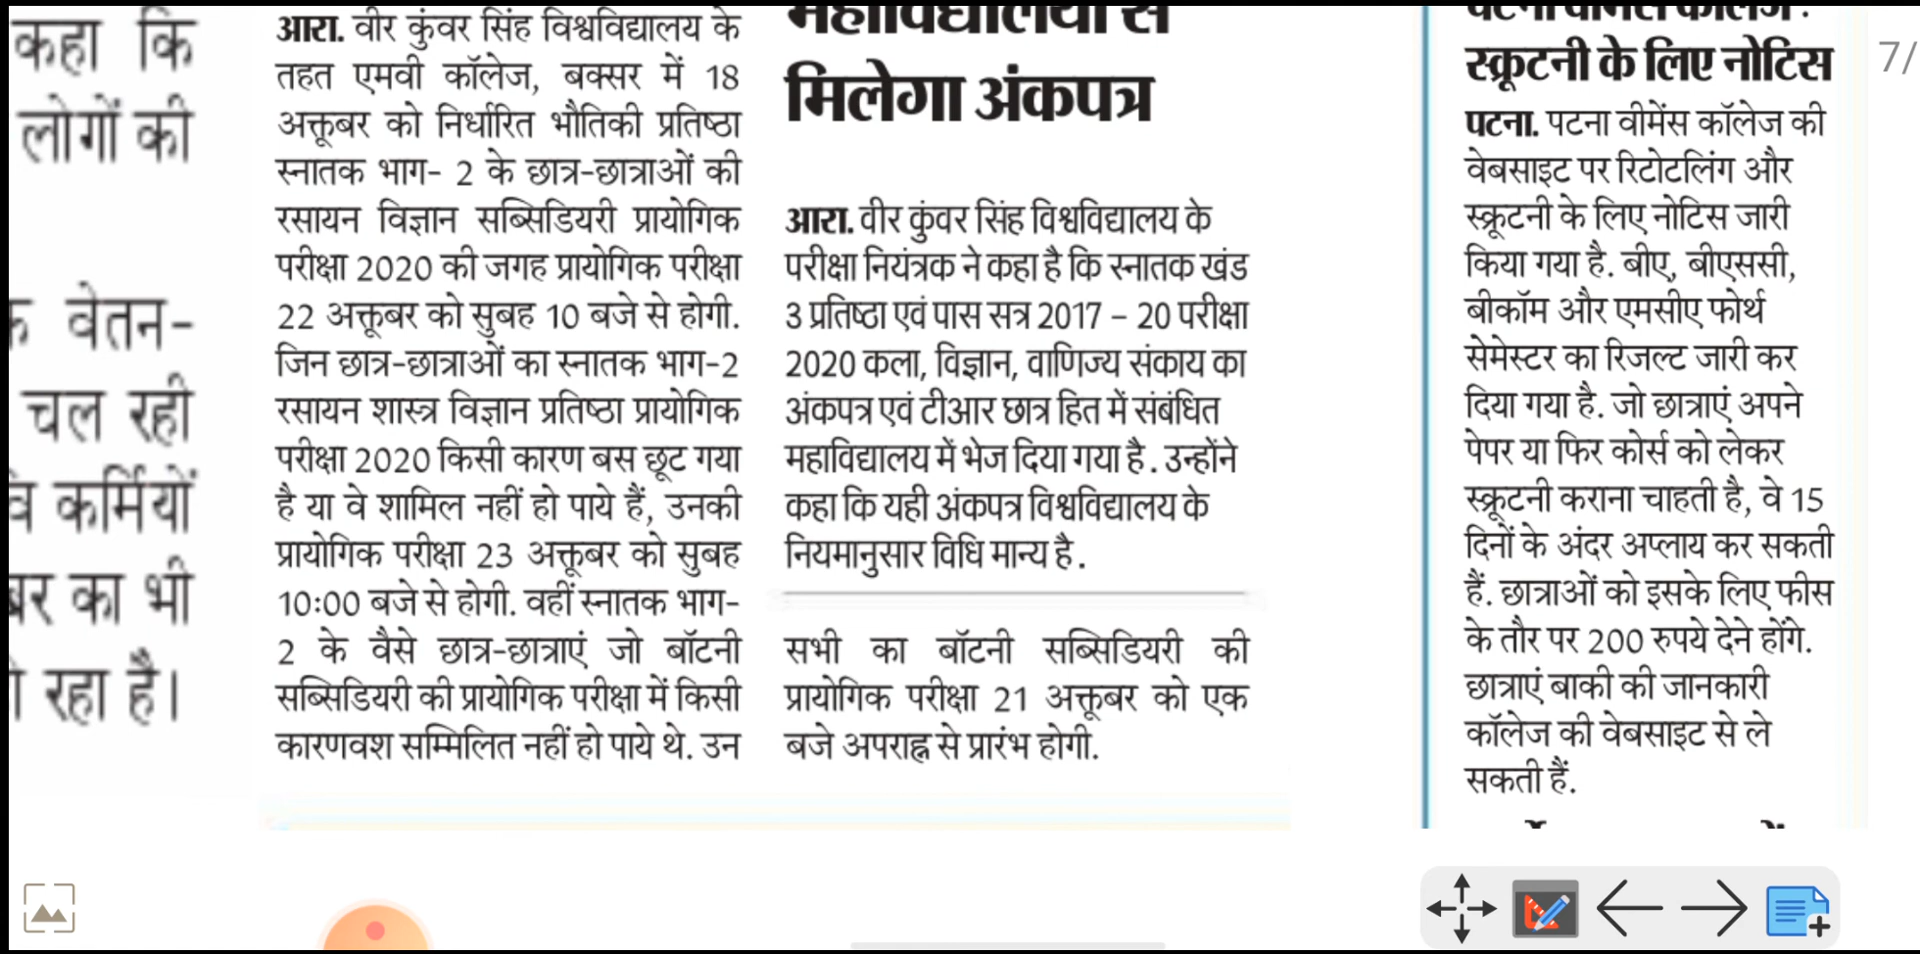 कहा कि
लोगों की
वेतन-
चल रही
कर्मियों
का भी
रहा है।
आरा. वीर कुंवर सिंह विश्वविद्यालय के
तहत एमवी कॉलेज, बक्सर में 18
अक्तूबर को निर्धारित भौतिकी प्रतिष्ठा
स्नातक भाग- 2 के छात्र-छात्राओं की
रसायन विज्ञान सब्सिडियरी प्रायोगिक
परीक्षा 2020 की जगह प्रायोगिक परीक्षा
22 अक्तूबर को सुबह 10 बजे से होगी.
जिन छात्र-छात्राओं का स्नातक भाग-2
रसायन शास्त्र विज्ञान प्रतिष्ठा प्रायोगिक
परीक्षा 2020 किसी कारण बस छूट गया
है या वे शामिल नहीं हो पाये हैं, उनकी
प्रायोगिक परीक्षा 23 अक्तूबर को सुबह
10:00 बजे से होगी. वहीं स्नातक भाग-
2 के वैसे छात्र-छात्राएं जो बॉटनी
सब्सिडियरी की प्रायोगिक परीक्षा में किसी
कारणवश सम्मिलित नहीं हो पाये थे. उन
महाविद्यालयों से
मिलेगा अंकपत्र
आरा. वीर कुंवर सिंह विश्वविद्यालय के
परीक्षा नियंत्रक ने कहा है कि स्नातक खंड
3 प्रतिष्ठा एवं पास सत्र 2017 – 20 परीक्षा
2020 कला, विज्ञान, वाणिज्य संकाय का
अंकपत्र एवं टीआर छात्र हित में संबंधित
महाविद्यालय में भेज दिया गया है . उन्होंने
कहा कि यही अंकपत्र विश्वविद्यालय के
नियमानुसार विधि मान्य है .
सभी का बॉटनी सब्सिडियरी की
प्रायोगिक परीक्षा 21 अक्तूबर को एक
बजे अपराह्न से प्रारंभ होगी.
पटना वीमेंस कॉलेज :
स्क्रूटनी के लिए नोटिस
पटना. पटना वीमेंस कॉलेज की
वेबसाइट पर रिटोटलिंग और
स्क्रूटनी के लिए नोटिस जारी
किया गया है. बीए, बीएससी,
बीकॉम और एमसीए फोर्थ
सेमेस्टर का रिजल्ट जारी कर
दिया गया है. जो छात्राएं अपने
पेपर या फिर कोर्स को लेकर
स्क्रूटनी कराना चाहती है, वे 15
दिनों के अंदर अप्लाय कर सकती
हैं. छात्राओं को इसके लिए फीस
के तौर पर 200 रुपये देने होंगे.
छात्राएं बाकी की जानकारी
कॉलेज की वेबसाइट से ले
सकती हैं.
7/